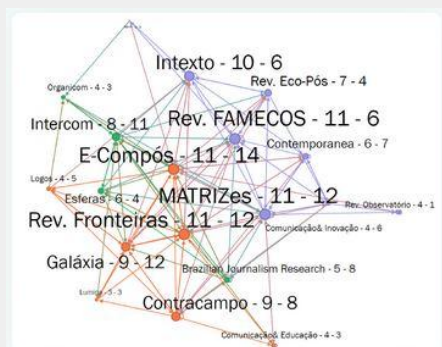 Intexto - 10 - 6
Rev. Eco-Pós - 7 - 4
Organicom - 4 - 3
Rev. FAMECOS - 11 - 6
Intercom - 8 - 11
Contemporanea - 6 - 7
E-Compós - 11 - 14
Logos - 4 - 5
MATRIZes - 11 - 12
Esferas - 6 - 4
Rev. Observatório - 4 - 1
Rev. Fronteiras - 11 - 12
Comunicação& Inovação - 4 - 6
Galáxia - 9 - 12
Brazilian Journalism Research - 5 - 8
Lumina - 5 - 3
Contracampo - 9 - 8
Comunicação& Educação - 4 - 3